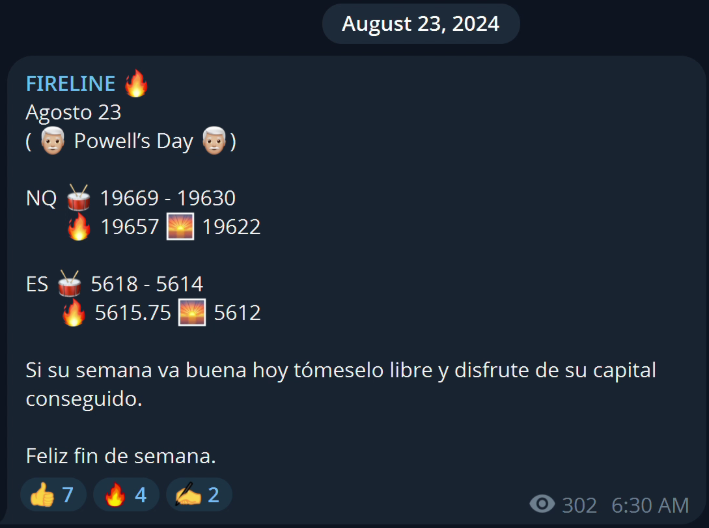 August 23, 2024
FIRELINE 🔥
Agosto 23
( 👨🏼‍🦳 Powell’s Day 👨🏼‍🦳)
NQ 🥁 19669 - 19630
🔥 19657 🌅 19622
ES 🥁 5618 - 5614
🔥 5615.75 🌅 5612
Si su semana va buena hoy tómeselo libre y disfrute de su capital
conseguido.
Feliz fin de semana.
👍 7 🔥 4 ✍️ 2 302 6:30 AM